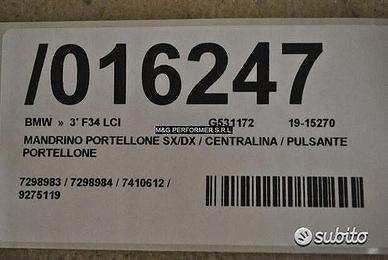 /016247
BMW » 3' F34 LCI G531172 19-15270
M&G PERFORMER S.R.L
MANDRINO PORTELLONE SX/DX / CENTRALINA / PULSANTE
PORTELLONE
7298983 / 7298984 / 7410612 /
9275119
subito